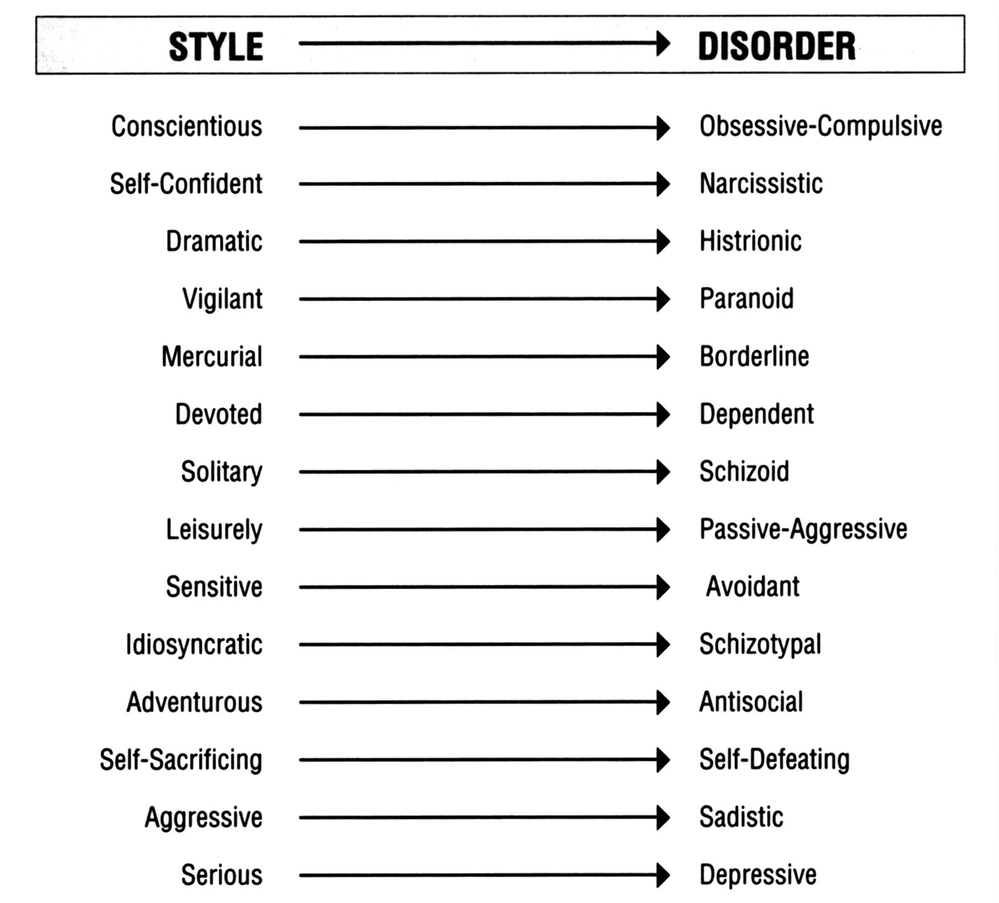 STYLE DISORDER
Conscientious Obsessive-Compulsive
Self-Confident Narcissistic
Dramatic Histrionic
Vigilant Paranoid
Mercurial Borderline
Devoted Dependent
Solitary Schizoid
Leisurely Passive-Aggressive
Sensitive Avoidant
Idiosyncratic Schizotypal
Adventurous Antisocial
Self-Sacrificing Self-Defeating
Aggressive Sadistic
Serious Depressive